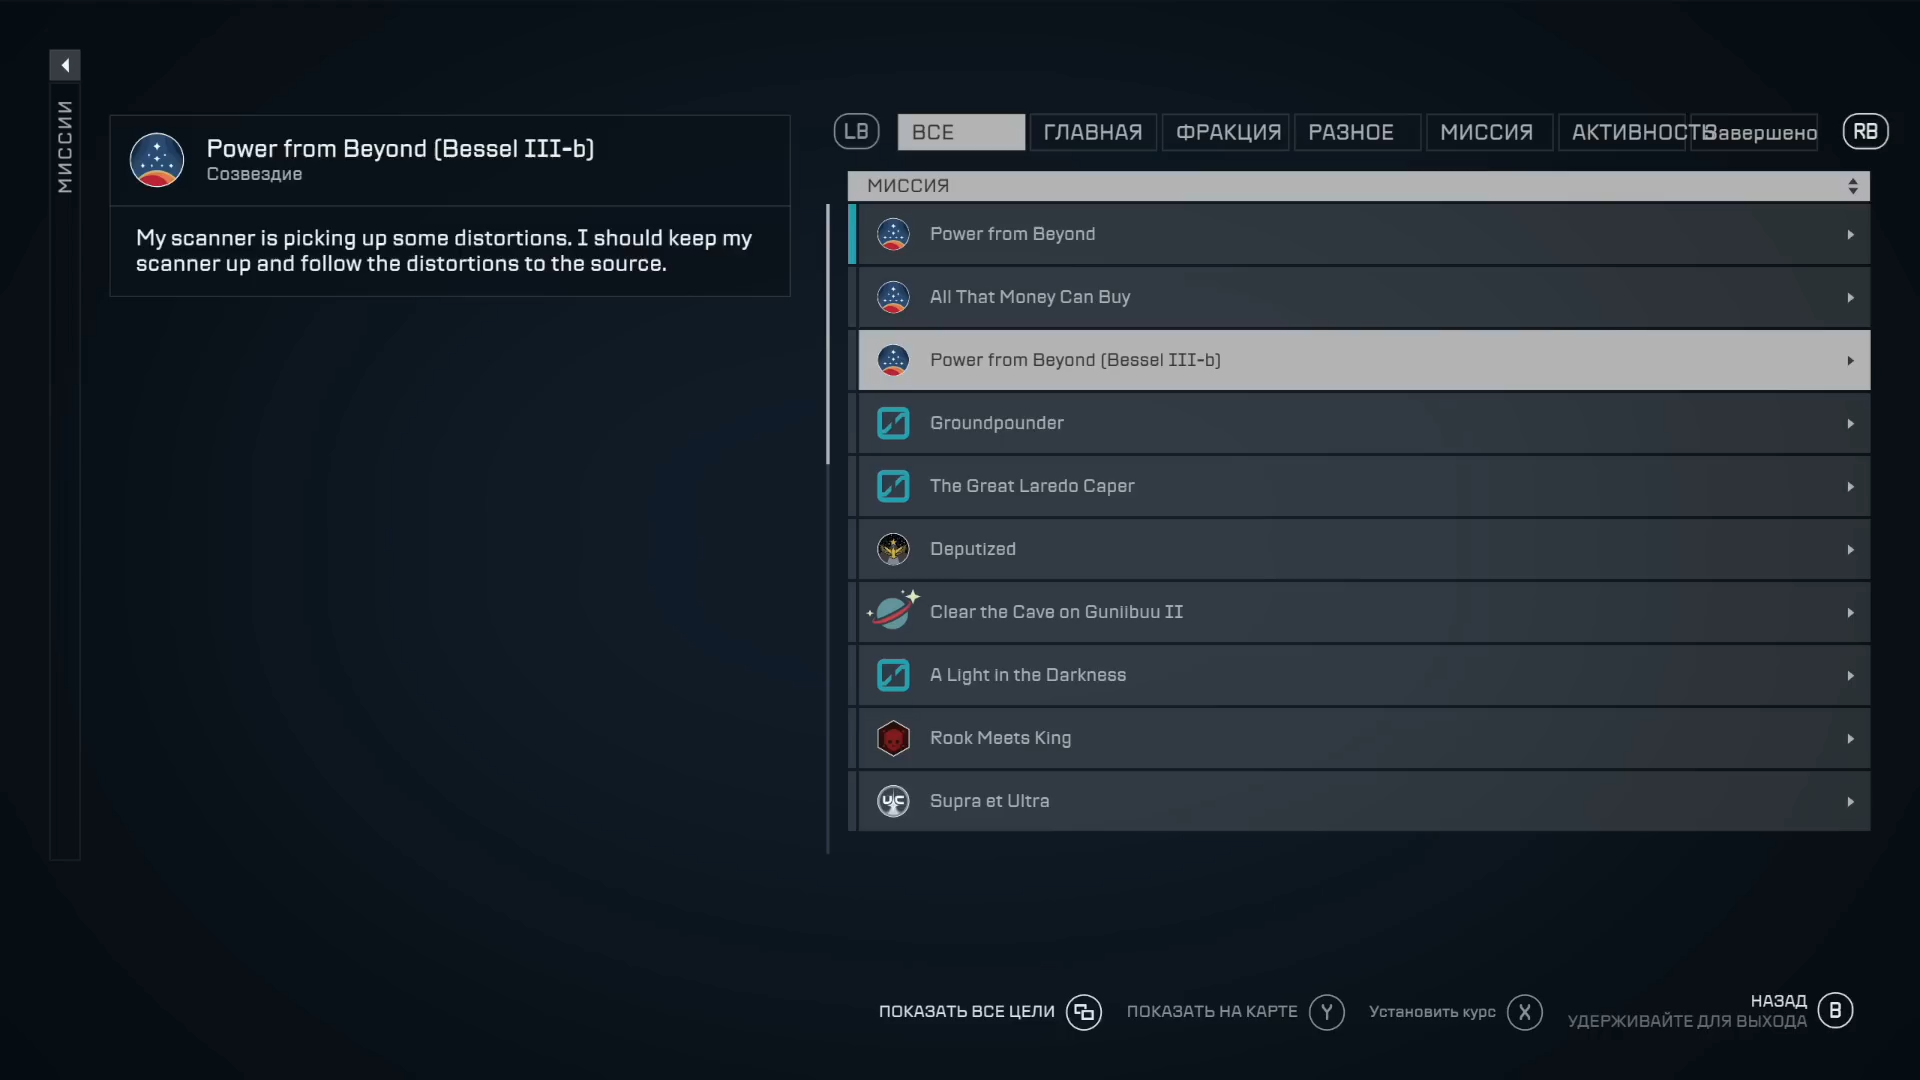 МИССИИ
Power from Beyond (Bessel III-b)
Созвездие
My scanner is picking up some distortions. I should keep my
scanner up and follow the distortions to the source.
LB ВСЕ ГЛАВНАЯ ФРАКЦИЯ РАЗНОЕ МИССИЯ АКТИВНОСТЬ Завершено RB
МИССИЯ
Power from Beyond
All That Money Can Buy
Power from Beyond (Bessel III-b)
Groundpounder
The Great Laredo Caper
Deputized
Clear the Cave on Guniibuu II
A Light in the Darkness
Rook Meets King
UC
Supra et Ultra
ПОКАЗАТЬ ВСЕ ЦЕЛИ ПОКАЗАТЬ НА КАРТЕ Y Установить курс X НАЗАД B
УДЕРЖИВАЙТЕ ДЛЯ ВЫХОДА